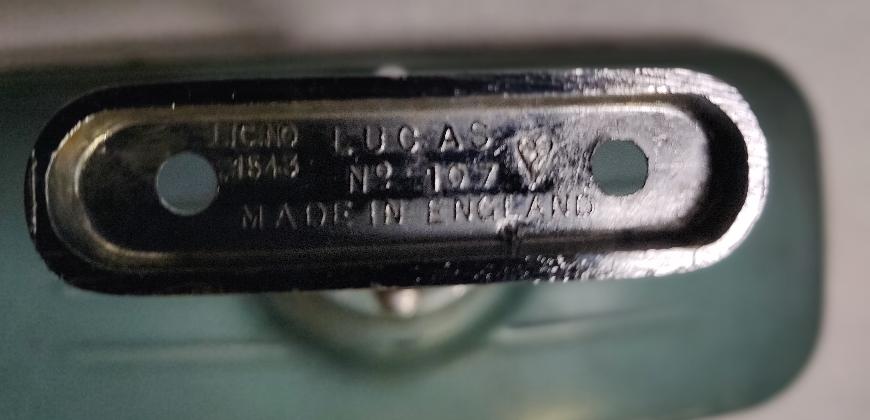 LIC. NO LUCAS
1543 Nº 107
MADE IN ENGLAND